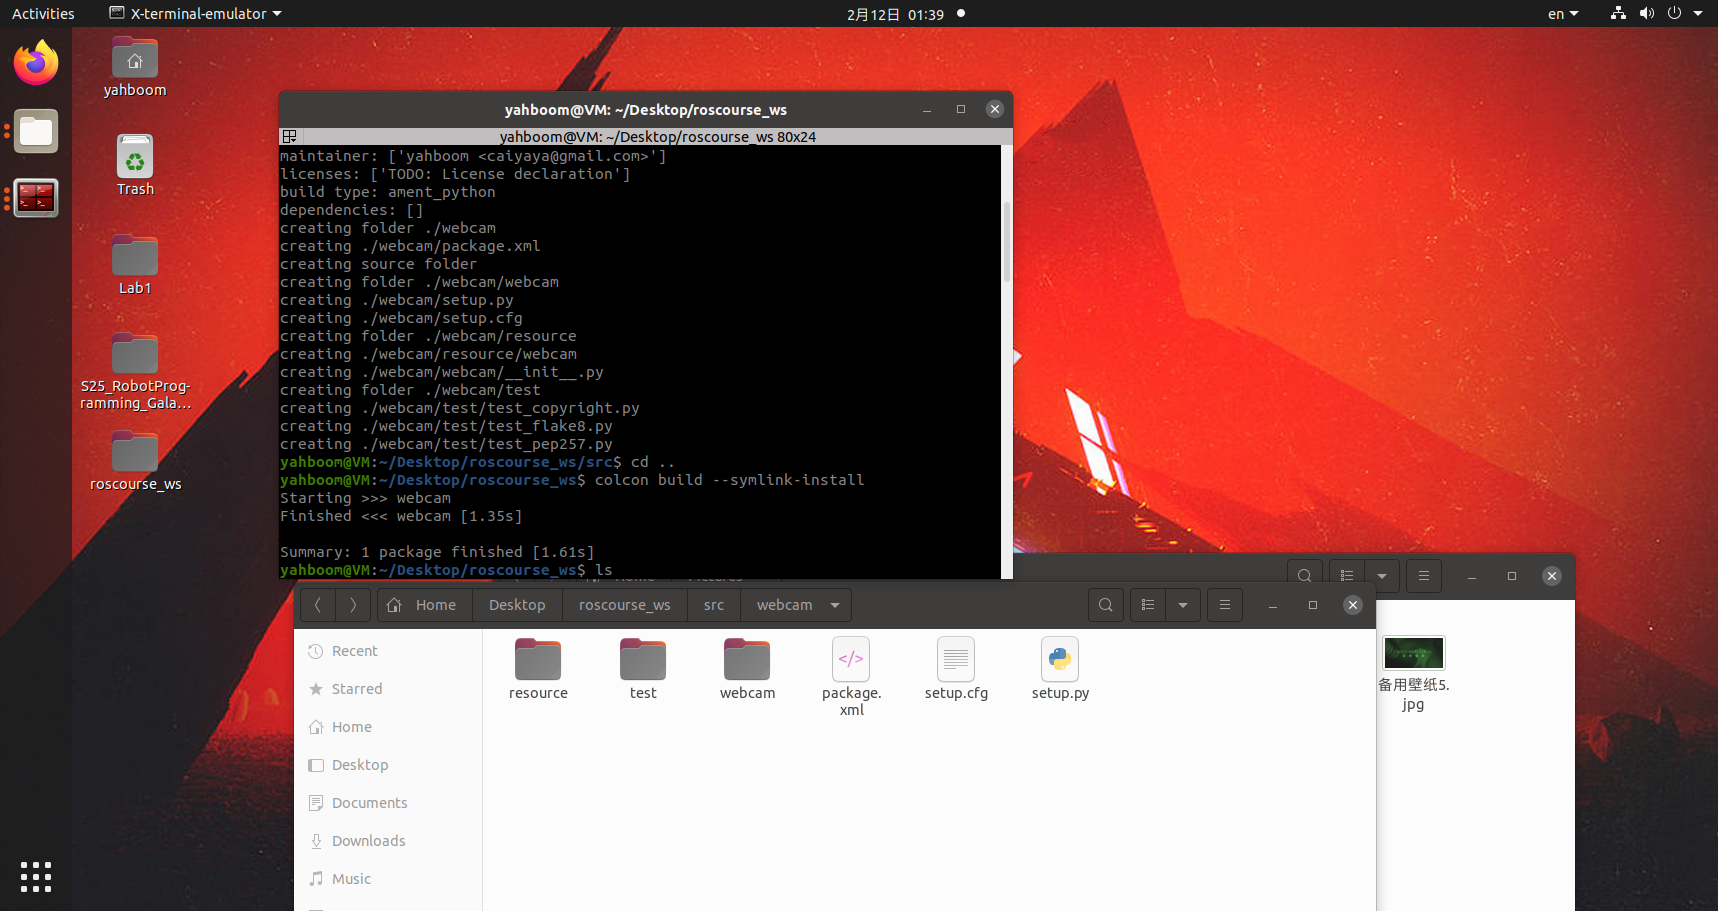 Activities
X-terminal-emulator
2月12日 01:39
en
yahboom
Trash
Lab1
S25_RobotProg-
ramming_Gala...
roscourse_ws
yahboom@VM: ~/Desktop/roscourse_ws
yahboom@VM: ~/Desktop/roscourse_ws 80x24
maintainer: ['yahboom <caiyaya@gmail.com>']
licenses: ['TODO: License declaration']
build type: ament_python
dependencies: []
creating folder ./webcam
creating ./webcam/package.xml
creating source folder
creating folder ./webcam/webcam
creating ./webcam/setup.py
creating ./webcam/setup.cfg
creating folder ./webcam/resource
creating ./webcam/resource/webcam
creating ./webcam/webcam/__init__.py
creating folder ./webcam/test
creating ./webcam/test/test_copyright.py
creating ./webcam/test/test_flake8.py
creating ./webcam/test/test_pep257.py
yahboom@VM:~/Desktop/roscourse_ws/src$ cd ..
yahboom@VM:~/Desktop/roscourse_ws$ colcon build --symlink-install
Starting >>> webcam
Finished <<< webcam [1.35s]
Summary: 1 package finished [1.61s]
yahboom@VM:~/Desktop/roscourse_ws$ ls
Home
Desktop
roscourse_ws
src
webcam
Recent
Starred
Home
Desktop
Documents
Downloads
Music
resource
test
webcam
package.
xml
setup.cfg
setup.py
备用壁纸5.
jpg